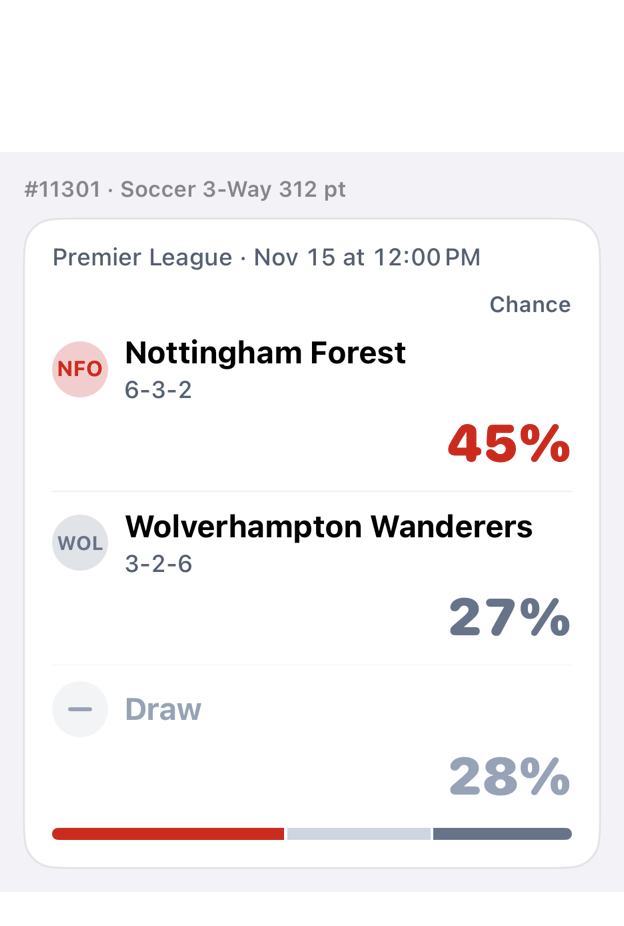 #11301 · Soccer 3-Way 312 pt
Premier League · Nov 15 at 12:00 PM
Chance
NFO
Nottingham Forest
6-3-2
45%
WOL
Wolverhampton Wanderers
3-2-6
27%
Draw
28%